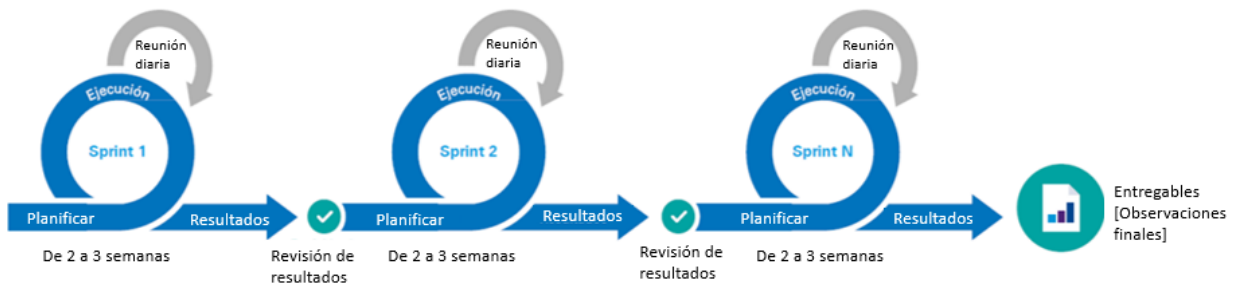 Reunión
diaria
Ejecución
Sprint 1
Planificar
Resultados
De 2 a 3 semanas
Revisión de
resultados
Reunión
diaria
Ejecución
Sprint 2
Planificar
Resultados
De 2 a 3 semanas
Revisión de
resultados
Reunión
diaria
Ejecución
Sprint N
Planificar
Resultados
De 2 a 3 semanas
Entregables
[Observaciones
finales]